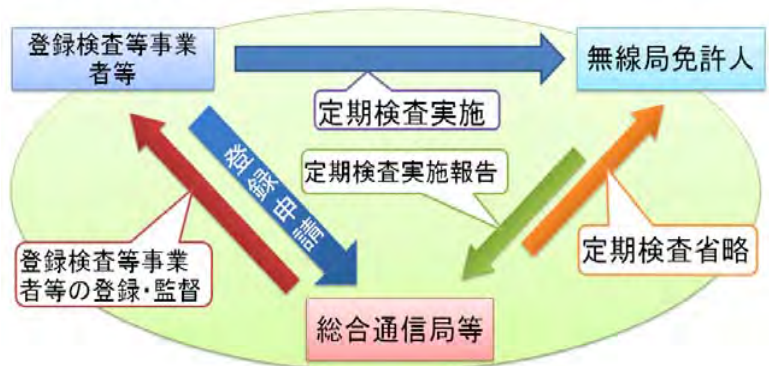 登録検査等事業
者等
無線局免許人
定期検査実施
登録申請
定期検査実施報告
登録検査等事業
者等の登録・監督
定期検査省略
総合通信局等